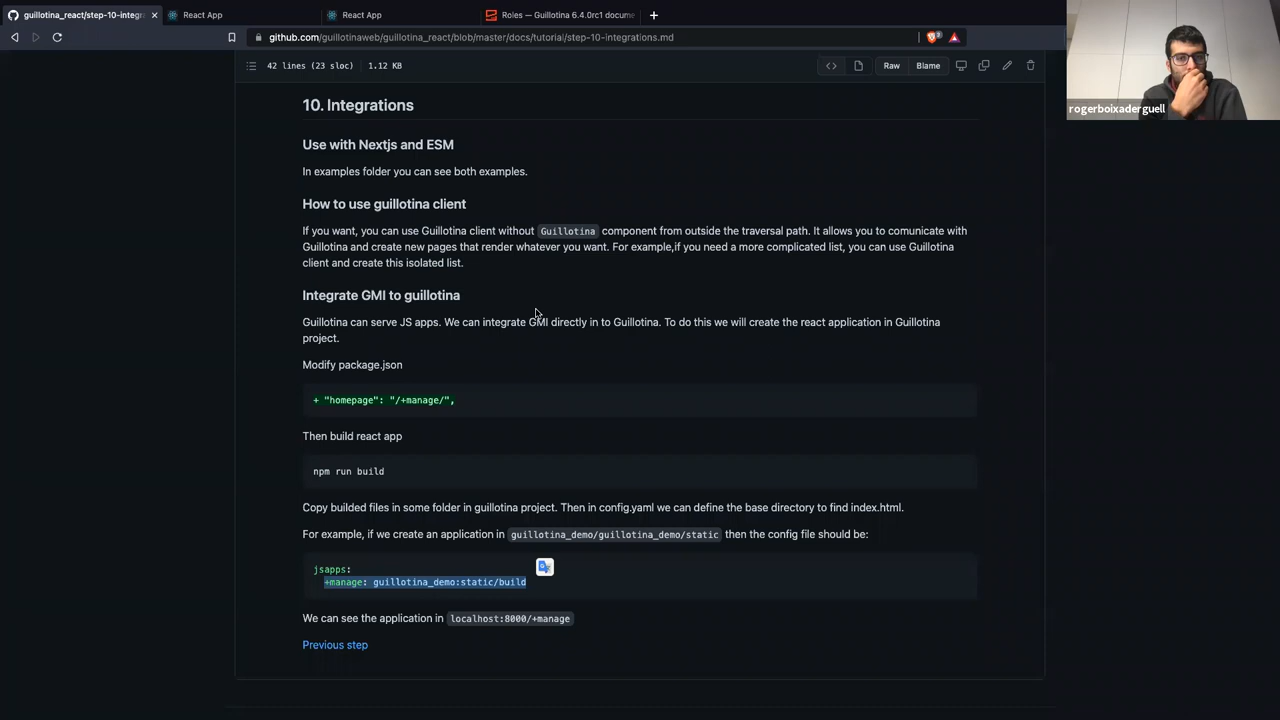 guillotina_react/step-10-integra
React App
React App
Roles — Guillotina 6.4.0rc1 docume
github.com/guillotinaweb/guillotina_react/blob/master/docs/tutorial/step-10-integrations.md
42 lines (23 sloc) 1.12 KB
Raw
Blame
rogerboixaderguell
10. Integrations
Use with Nextjs and ESM
In examples folder you can see both examples.
How to use guillotina client
If you want, you can use Guillotina client without Guillotina component from outside the traversal path. It allows you to comunicate with
Guillotina and create new pages that render whatever you want. For example,if you need a more complicated list, you can use Guillotina
client and create this isolated list.
Integrate GMI to guillotina
Guillotina can serve JS apps. We can integrate GMI directly in to Guillotina. To do this we will create the react application in Guillotina
project.
Modify package.json
+ "homepage": "/+manage/",
Then build react app
npm run build
Copy builded files in some folder in guillotina project. Then in config.yaml we can define the base directory to find index.html.
For example, if we create an application in guillotina_demo/guillotina_demo/static then the config file should be:
jsapps:
+manage: guillotina_demo:static/build
We can see the application in localhost:8000/+manage
Previous step